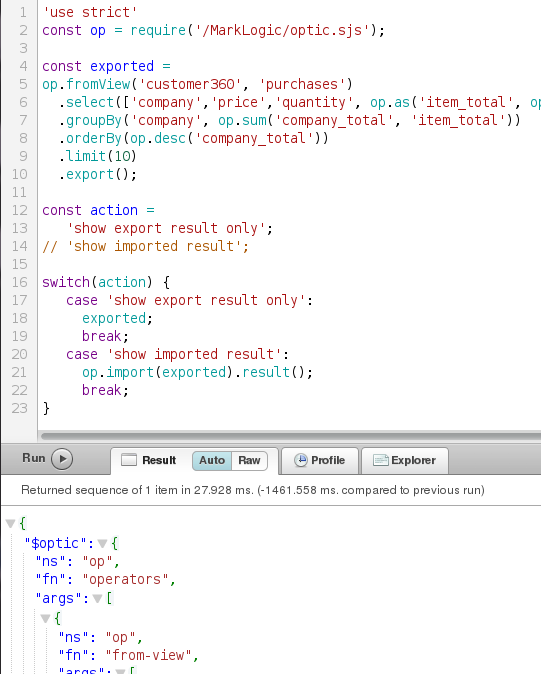 1 'use strict'
2 const op = require('/MarkLogic/optic.sjs');
3
4 const exported =
5 op.fromView('customer360', 'purchases')
6 .select(['company','price','quantity', op.as('item_total', op
7 .groupBy('company', op.sum('company_total', 'item_total'))
8 .orderBy(op.desc('company_total'))
9 .limit(10)
10 .export();
11
12 const action =
13 'show export result only';
14 // 'show imported result';
15
16 switch(action) {
17 case 'show export result only':
18 exported;
19 break;
20 case 'show imported result':
21 op.import(exported).result();
22 break;
23 }
Run Result Auto Raw Profile Explorer
Returned sequence of 1 item in 27.928 ms. (-1461.558 ms. compared to previous run)
{
"$optic": {
"ns": "op",
"fn": "operators",
"args": [
{
"ns": "op",
"fn": "from-view",
"args": [